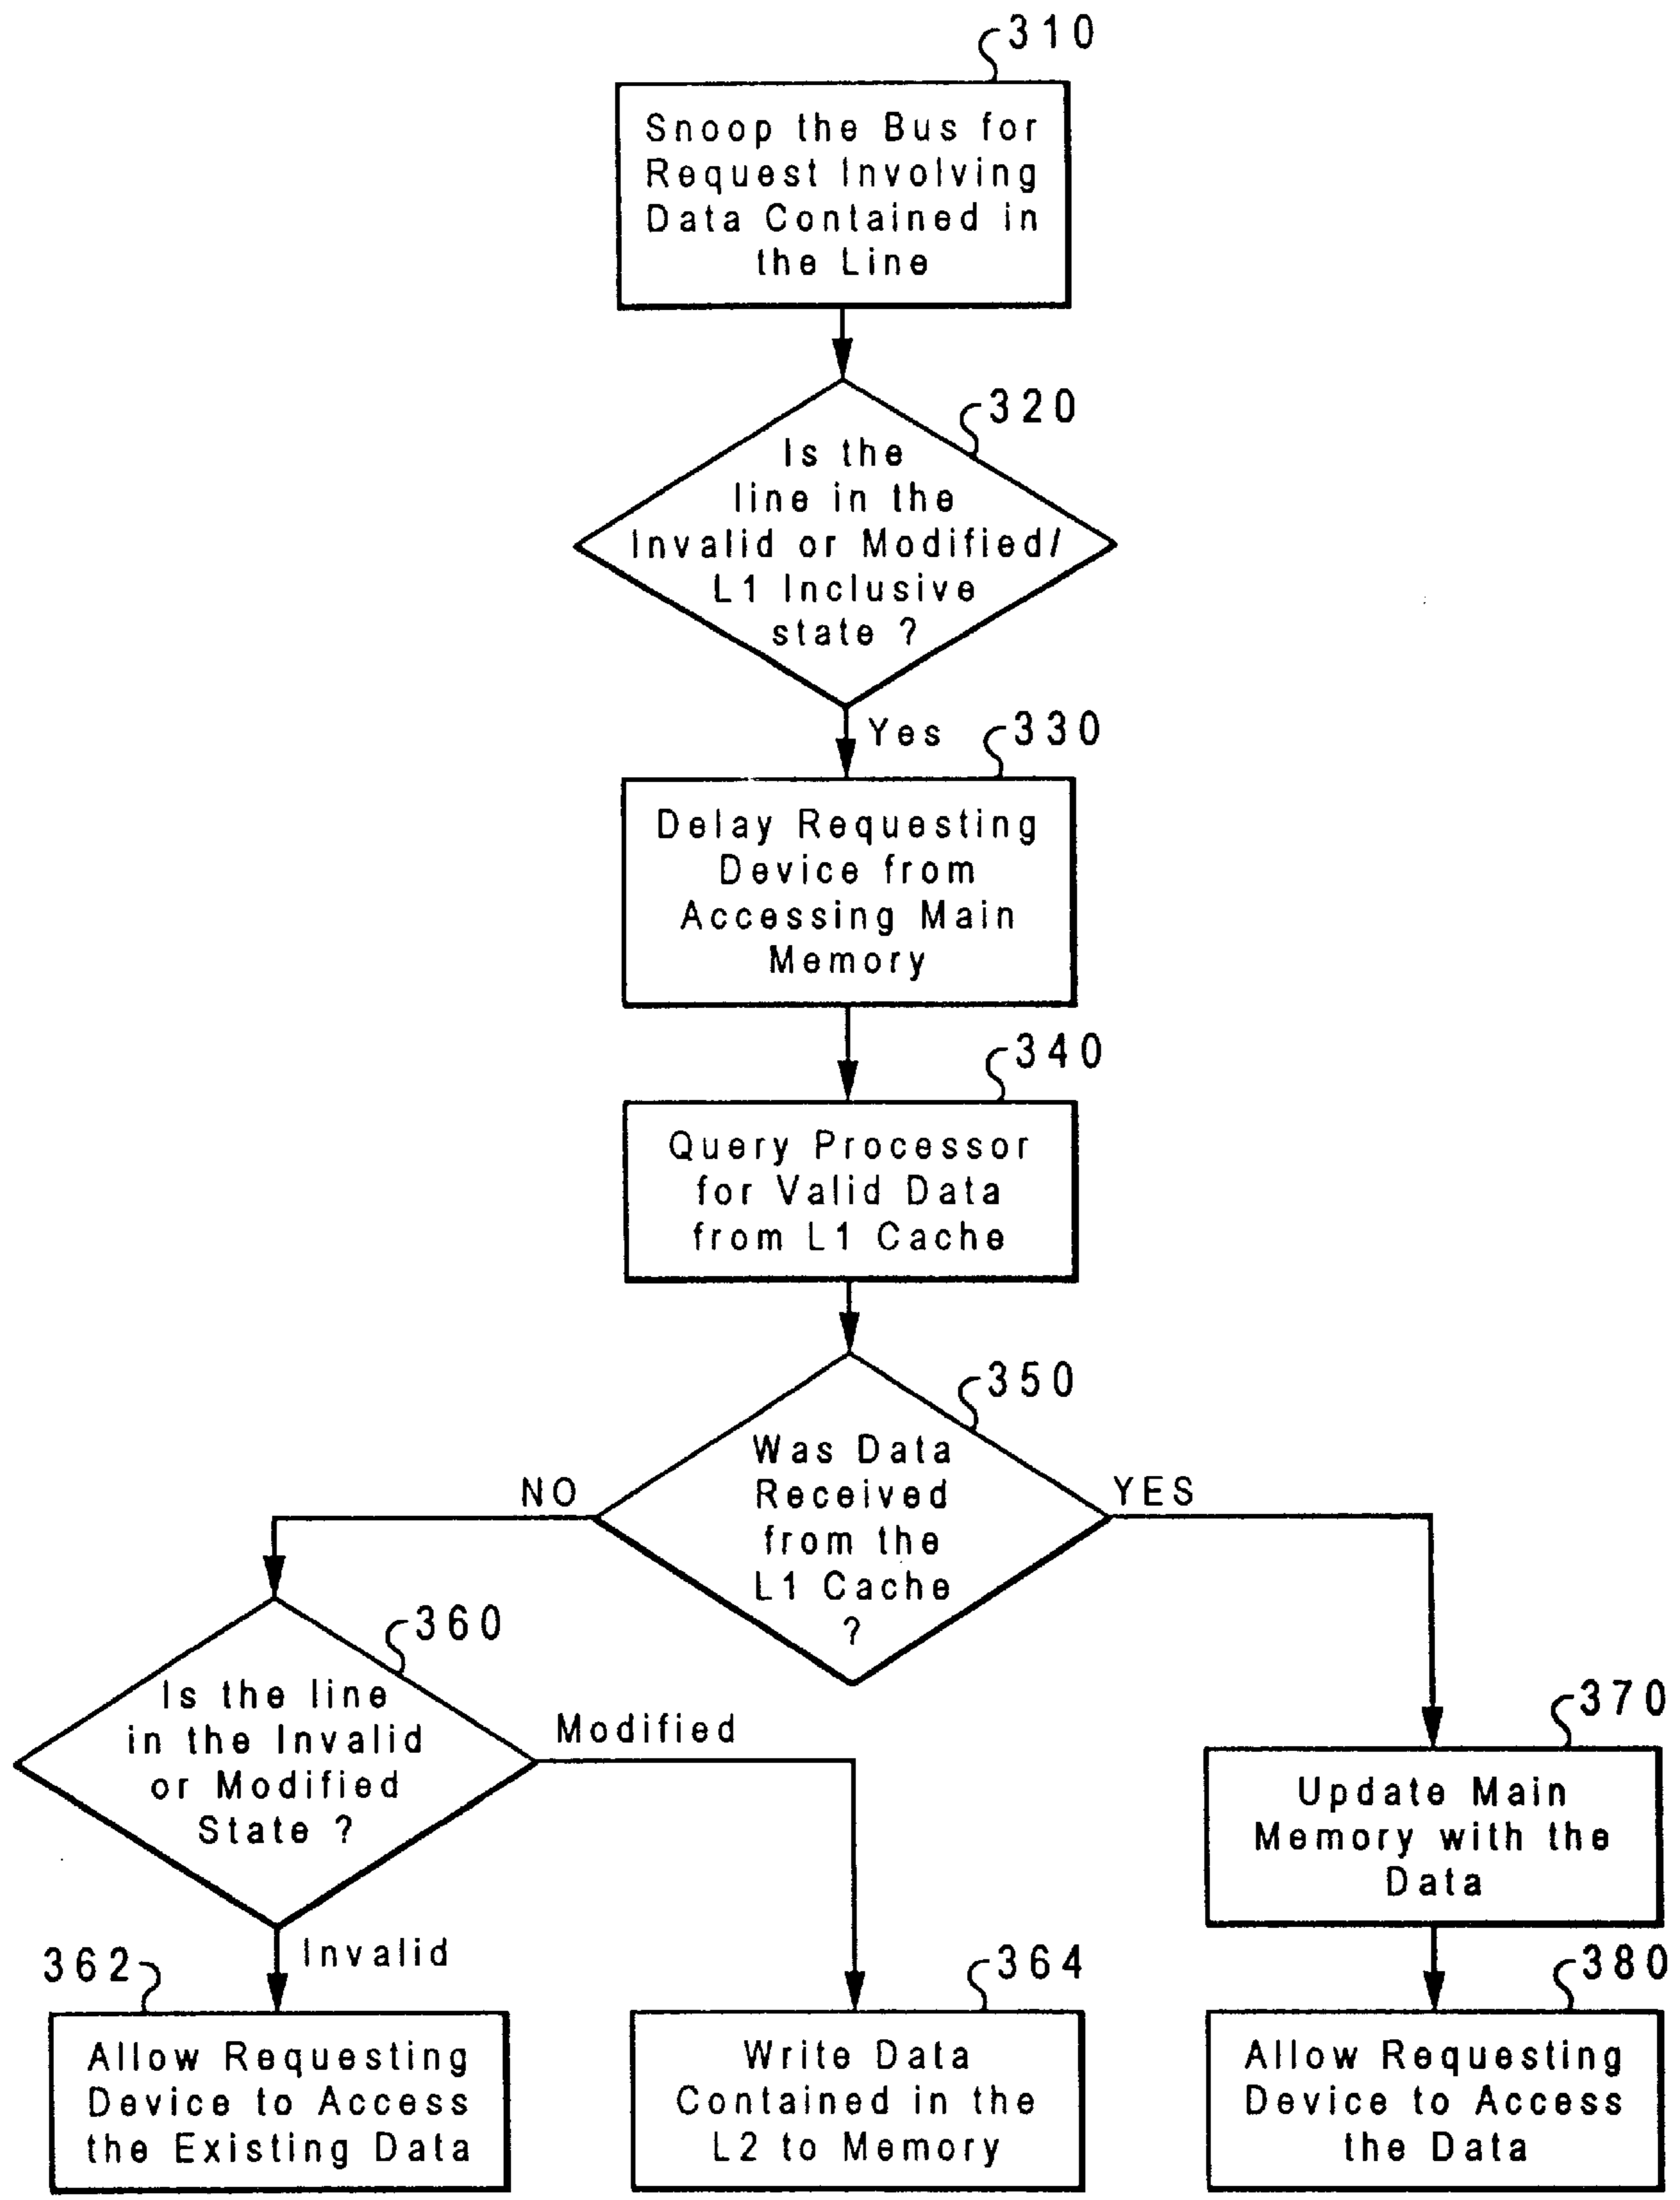 310
Snoop the Bus for
Request Involving
Data Contained in
the Line
320
Is the
line in the
Invalid or Modified/
L1 Inclusive
state ?
Yes
330
Delay Requesting
Device from
Accessing Main
Memory
340
Query Processor
for Valid Data
from L1 Cache
350
Was Data
Received
from the
L1 Cache
?
NO
YES
360
Is the line
in the Invalid
or Modified
State ?
Modified
Invalid
370
Update Main
Memory with the
Data
362
Allow Requesting
Device to Access
the Existing Data
364
Write Data
Contained in the
L2 to Memory
380
Allow Requesting
Device to Access
the Data